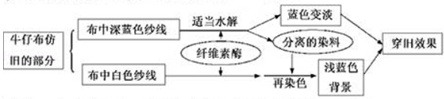 适当水解
蓝色变淡
布中深蓝色纱线
牛仔布仿
旧的部分
纤维素酶
分离的染料
穿旧效果
布中白色纱线
再染色
浅蓝色
背景